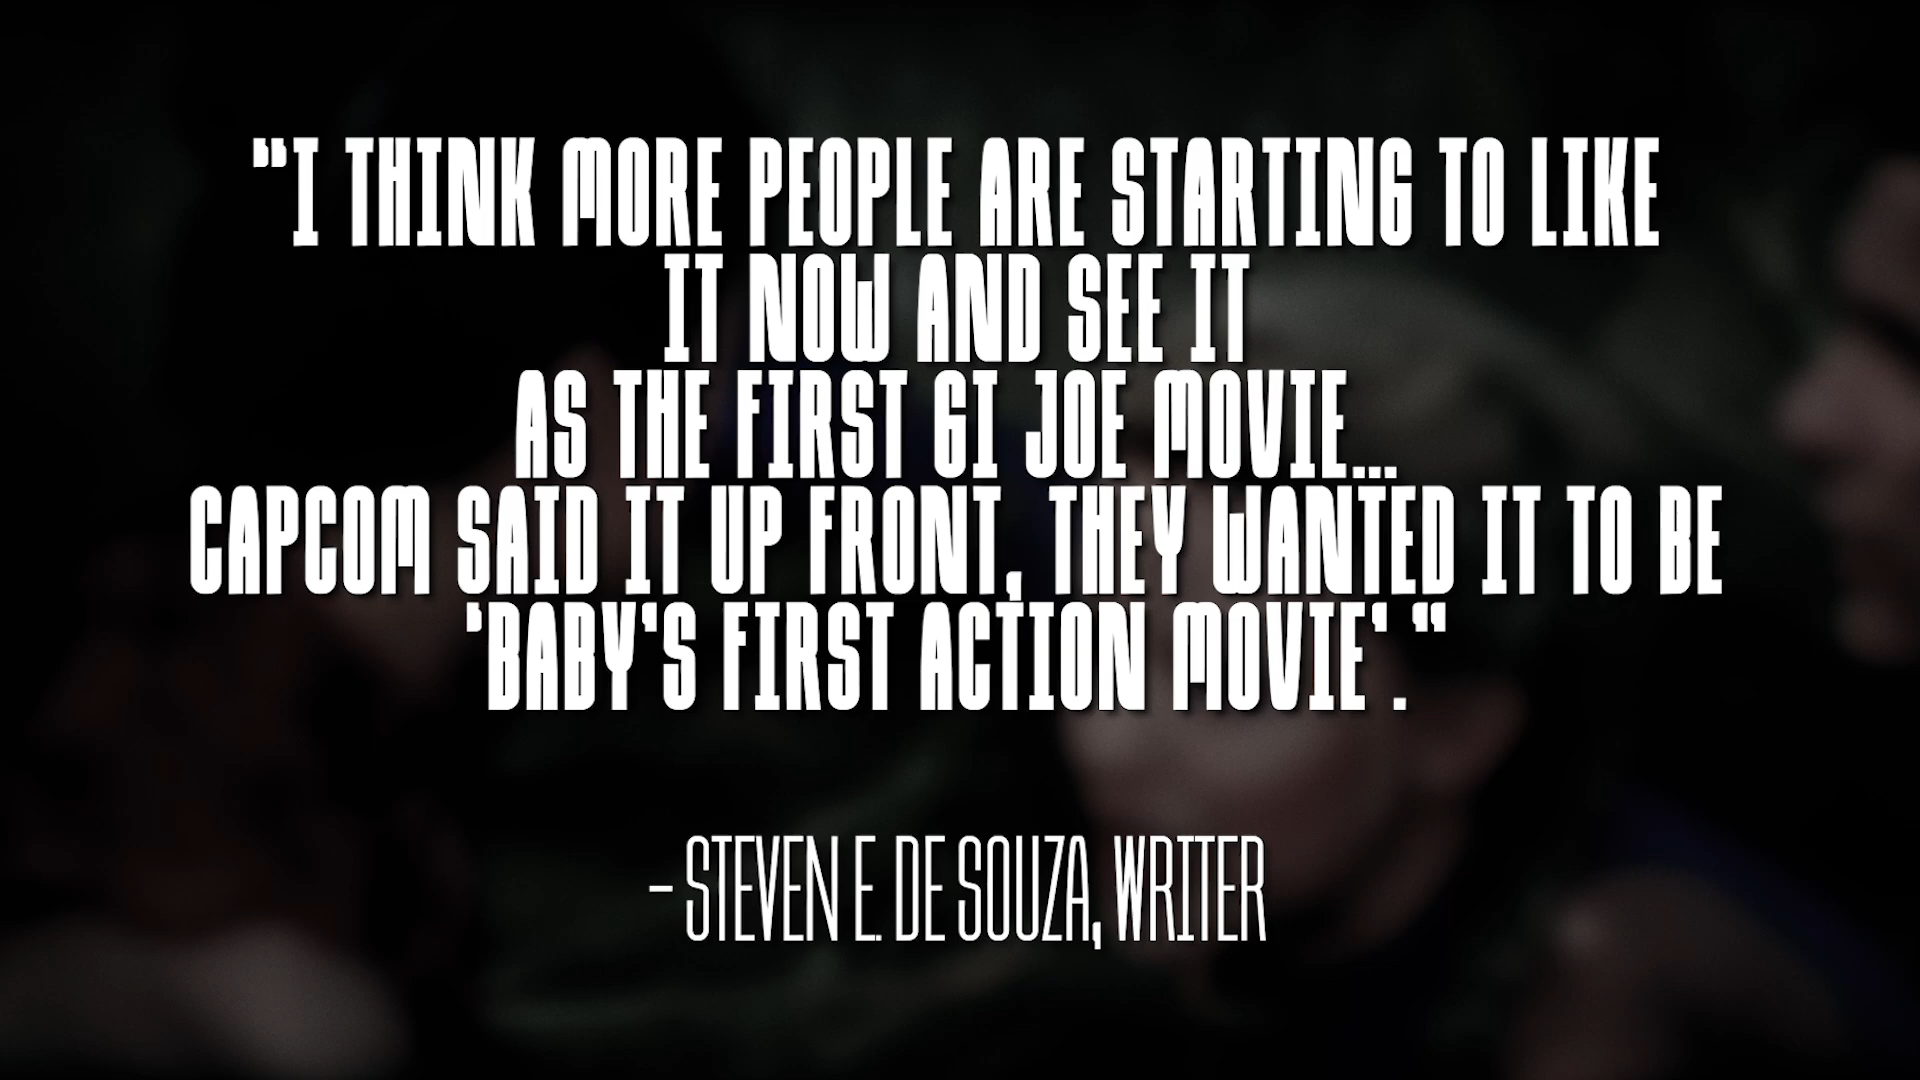 "I THINK MORE PEOPLE ARE STARTING TO LIKE
IT NOW AND SEE IT
AS THE FIRST GI JOE MOVIE...
CAPCOM SAID IT UP FRONT, THEY WANTED IT TO BE
'BABY'S FIRST ACTION MOVIE'."
- STEVEN E. DE SOUZA, WRITER